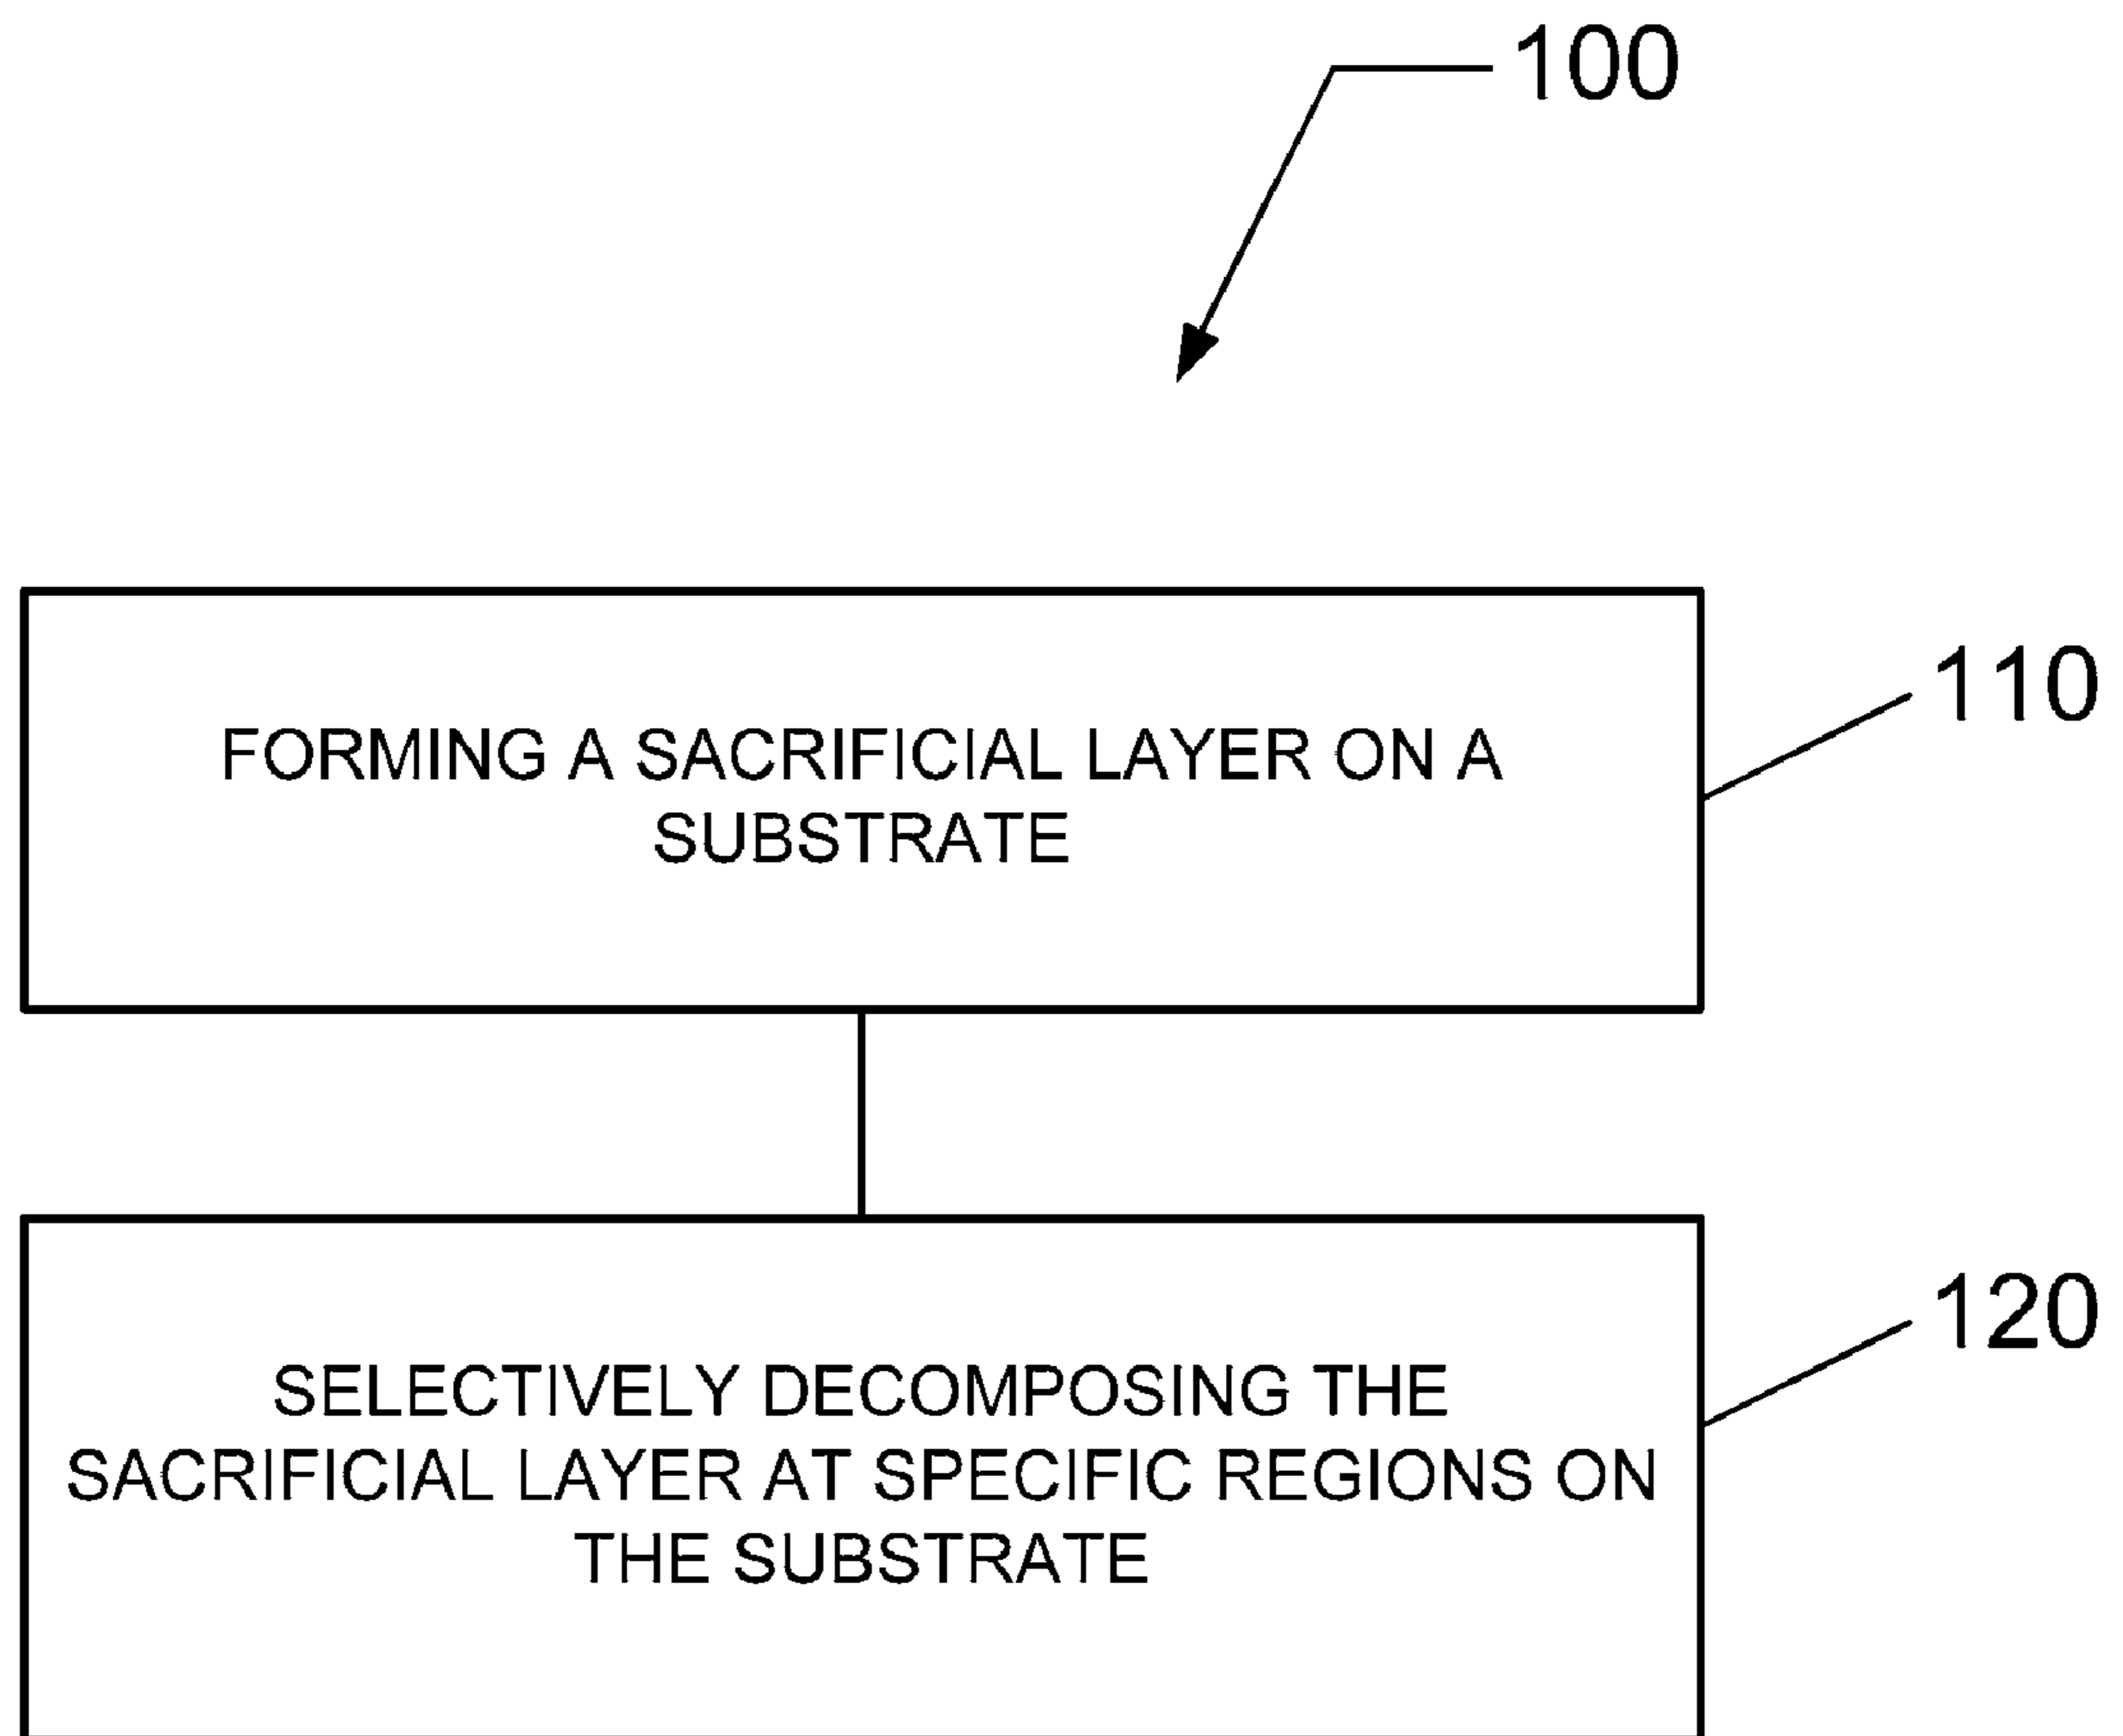 100
110
FORMING A SACRIFICIAL LAYER ON A
SUBSTRATE
120
SELECTIVELY DECOMPOSING THE
SACRIFICIAL LAYER AT SPECIFIC REGIONS ON
THE SUBSTRATE